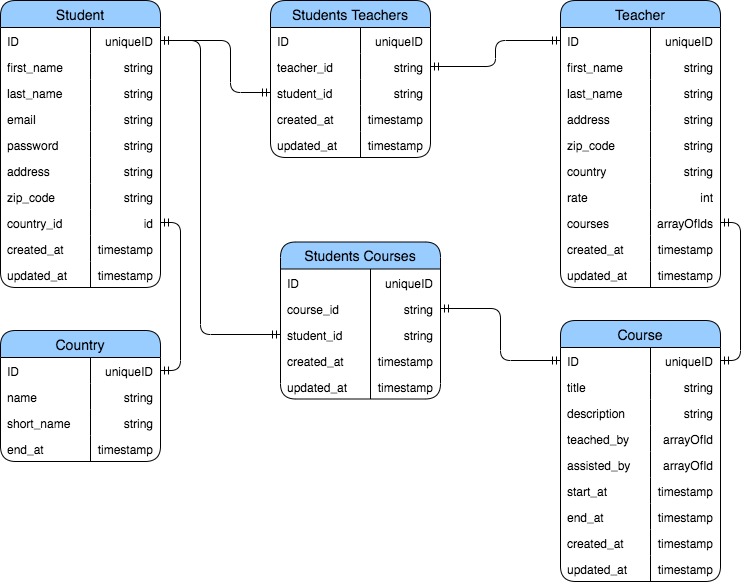 Student
ID uniqueID
first_name string
last_name string
email string
password string
address string
zip_code string
country_id id
created_at timestamp
updated_at timestamp
Students Teachers
ID uniqueID
teacher_id string
student_id string
created_at timestamp
updated_at timestamp
Teacher
ID uniqueID
first_name string
last_name string
address string
zip_code string
country string
rate int
courses arrayOfIds
created_at timestamp
updated_at timestamp
Students Courses
ID uniqueID
course_id string
student_id string
created_at timestamp
updated_at timestamp
Country
ID uniqueID
name string
short_name string
end_at timestamp
Course
ID uniqueID
title string
description string
teached_by arrayOfId
assisted_by arrayOfId
start_at timestamp
end_at timestamp
created_at timestamp
updated_at timestamp